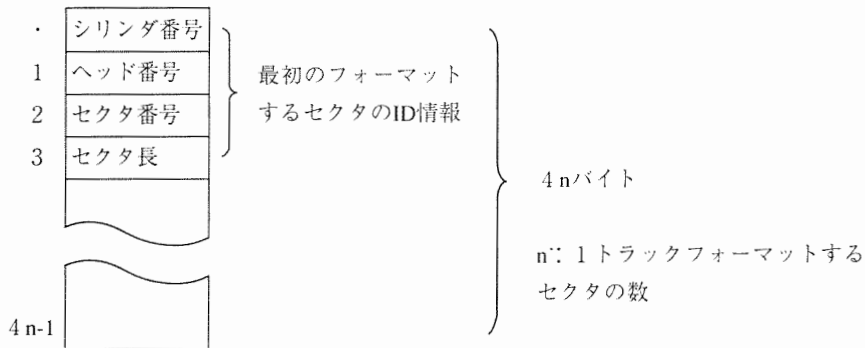 ・ シリンダ番号
1 ヘッド番号
2 セクタ番号
3 セクタ長
最初のフォーマット
するセクタのID情報
4nバイト
n：1トラックフォーマットする
セクタの数
4n-1